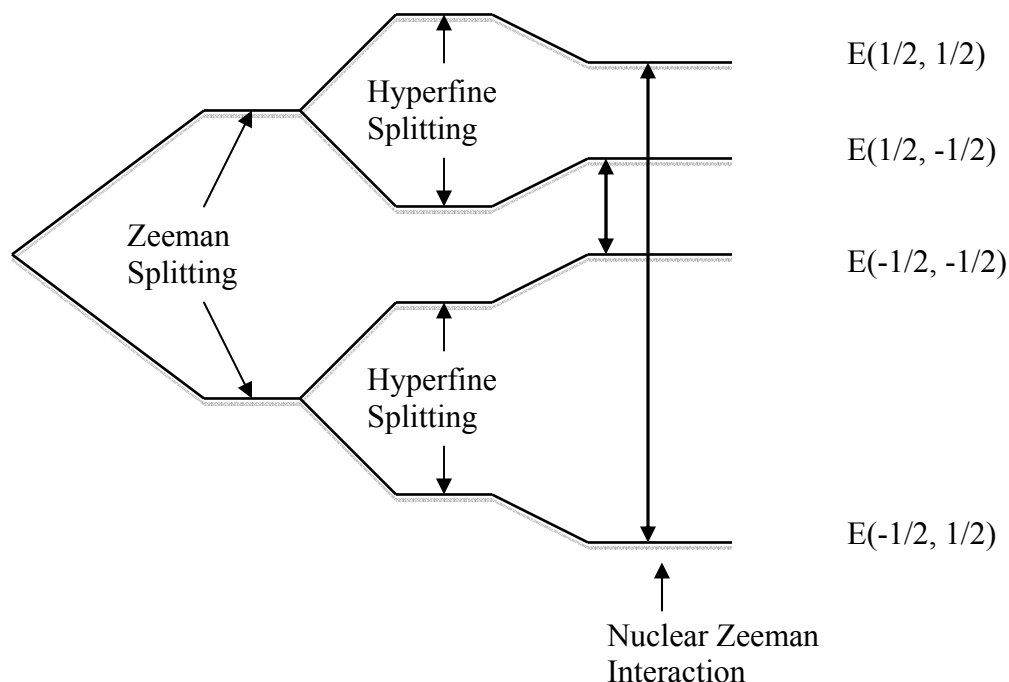 E(1/2, 1/2)
Hyperfine
Splitting
E(1/2, -1/2)
Zeeman
Splitting
E(-1/2, -1/2)
Hyperfine
Splitting
E(-1/2, 1/2)
Nuclear Zeeman
Interaction